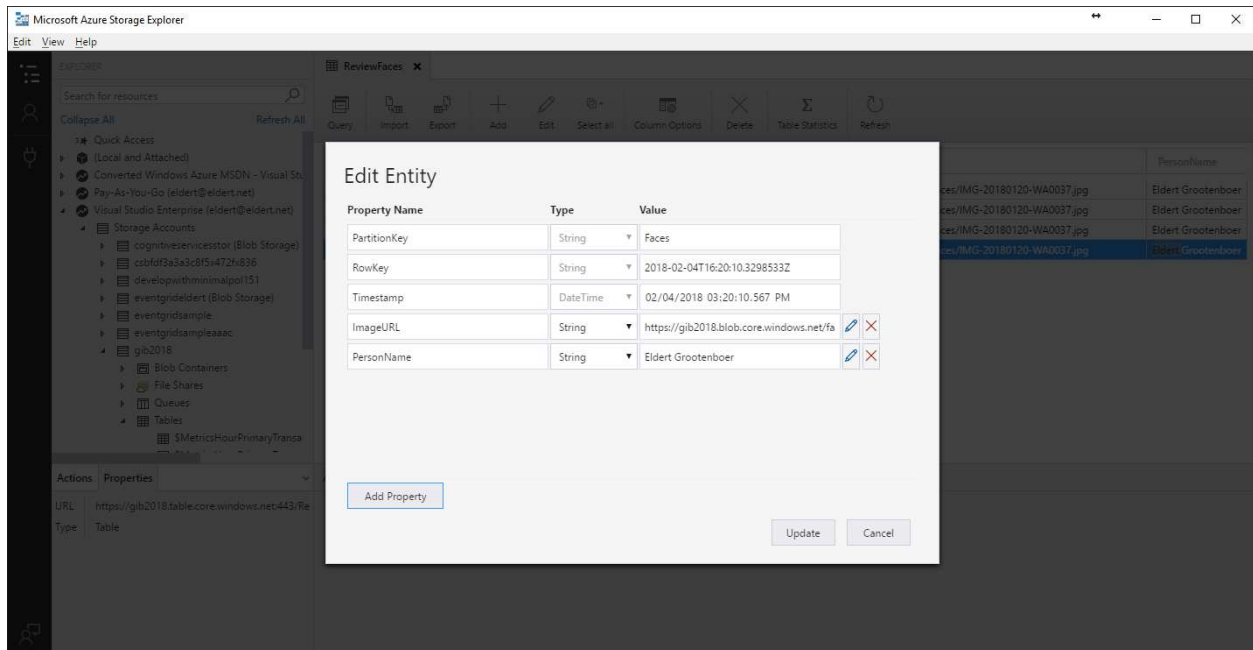 Microsoft Azure Storage Explorer
Edit View Help
EXPLORER
Search for resources
Collapse All Refresh All
Quick Access
(Local and Attached)
Converted Windows Azure MSDN - Visual Stu
Pay-As-You-Go (eldert@eldert.net)
Visual Studio Enterprise (eldert@eldert.net)
Storage Accounts
cognitiveservicesstor (Blob Storage)
developwithminimalpol151
eventgrideldert (Blob Storage)
eventgridsample
eventgridsampleaaac
gib2018
Blob Containers
File Shares
Queues
Tables
$MetricsHourPrimaryTransa
Actions Properties
URL https://gib2018.table.core.windows.net:443/Re
Type Table
ReviewFaces
Query Import Export Add Edit Select all Column Options Delete Table Statistics Refresh
PersonName
ces/IMG-20180120-WA0037.jpg Eldert Grootenboer
ces/IMG-20180120-WA0037.jpg Eldert Grootenboer
ces/IMG-20180120-WA0037.jpg Eldert Grootenboer
ces/IMG-20180120-WA0037.jpg Eldert Grootenboer
Edit Entity
Property Name Type Value
PartitionKey String Faces
RowKey String 2018-02-04T16:20:10.3298533Z
Timestamp DateTime 02/04/2018 03:20:10.567 PM
ImageURL String https://gib2018.blob.core.windows.net/fa
PersonName String Eldert Grootenboer
Add Property
Update Cancel